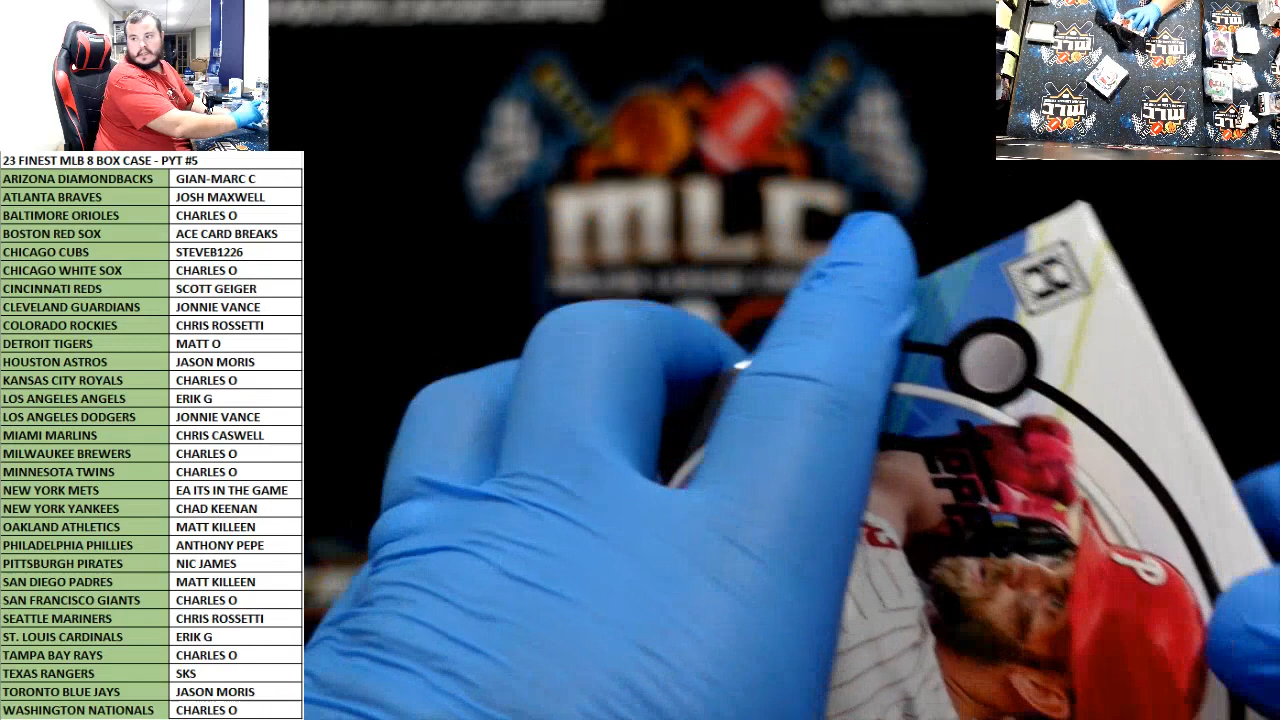 23 FINEST MLB 8 BOX CASE - PYT #5
ARIZONA DIAMONDBACKS GIAN-MARC C
ATLANTA BRAVES JOSH MAXWELL
BALTIMORE ORIOLES CHARLES O
BOSTON RED SOX ACE CARD BREAKS
CHICAGO CUBS STEVEB1226
CHICAGO WHITE SOX CHARLES O
CINCINNATI REDS SCOTT GEIGER
CLEVELAND GUARDIANS JONNIE VANCE
COLORADO ROCKIES CHRIS ROSSETTI
DETROIT TIGERS MATT O
HOUSTON ASTROS JASON MORIS
KANSAS CITY ROYALS CHARLES O
LOS ANGELES ANGELS ERIK G
LOS ANGELES DODGERS JONNIE VANCE
MIAMI MARLINS CHRIS CASWELL
MILWAUKEE BREWERS CHARLES O
MINNESOTA TWINS CHARLES O
NEW YORK METS EA ITS IN THE GAME
NEW YORK YANKEES CHAD KEENAN
OAKLAND ATHLETICS MATT KILLEEN
PHILADELPHIA PHILLIES ANTHONY PEPE
PITTSBURGH PIRATES NIC JAMES
SAN DIEGO PADRES MATT KILLEEN
SAN FRANCISCO GIANTS CHARLES O
SEATTLE MARINERS CHRIS ROSSETTI
ST. LOUIS CARDINALS ERIK G
TAMPA BAY RAYS CHARLES O
TEXAS RANGERS SKS
TORONTO BLUE JAYS JASON MORIS
WASHINGTON NATIONALS CHARLES O
MLC
P